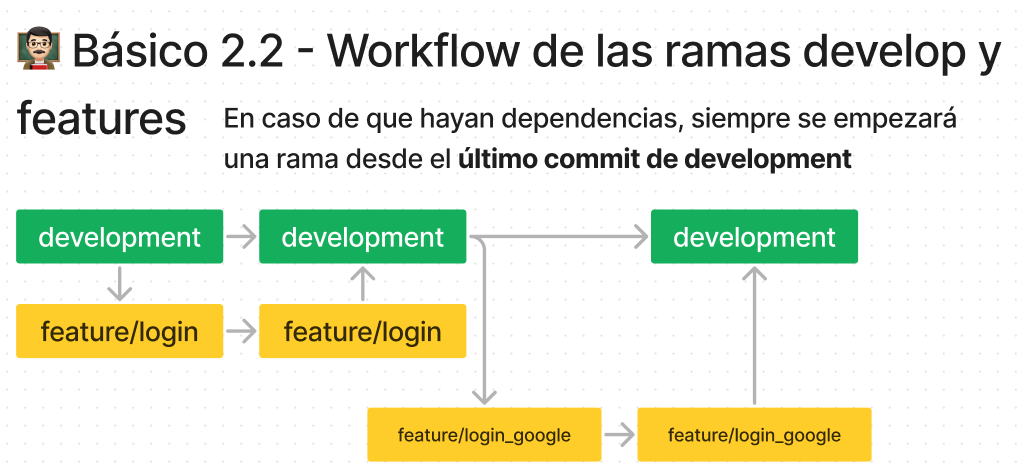 Básico 2.2 - Workflow de las ramas develop y
features
En caso de que hayan dependencias, siempre se empezará
una rama desde el último commit de development
development
development
development
feature/login
feature/login
feature/login_google
feature/login_google